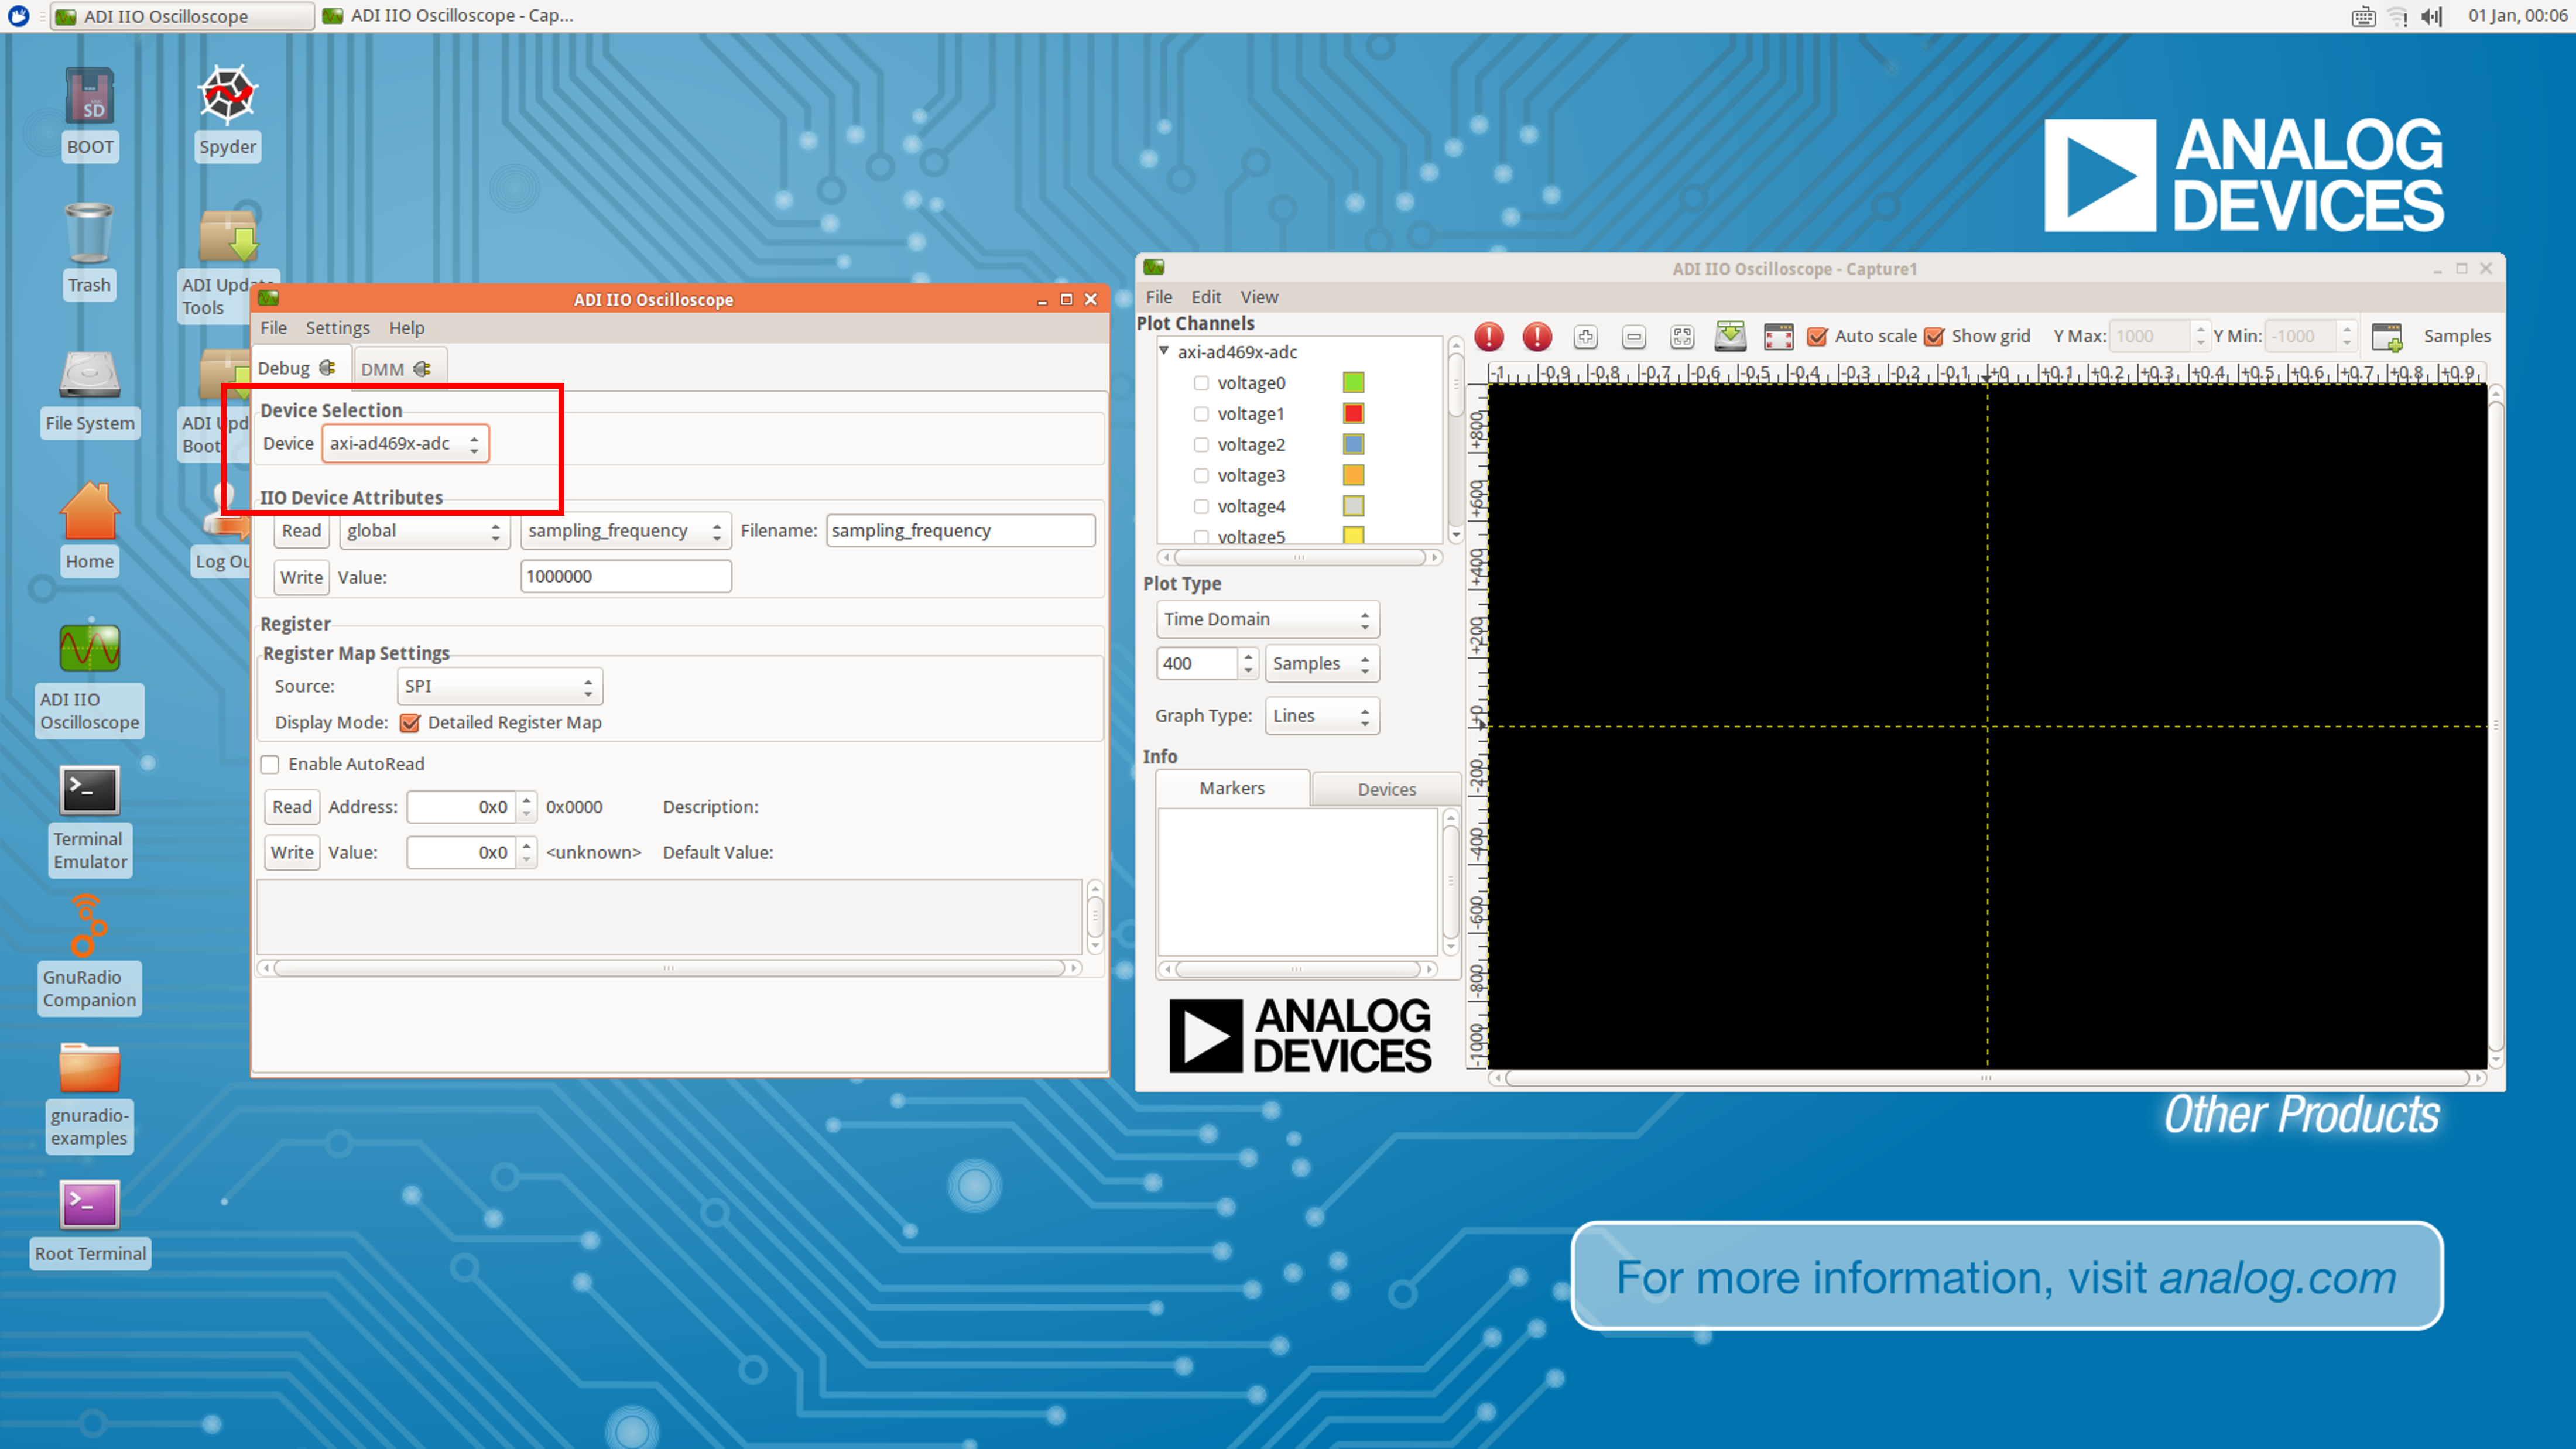 ADI IIO Oscilloscope
ADI IIO Oscilloscope - Cap...
01 Jan, 00:06
SD
BOOT
Spyder
Trash
ADI Upda
Tools
File System
ADI Upd
Boot
Home
Log Ou
ADI IIO
Oscilloscope
Terminal
Emulator
GnuRadio
Companion
gnuradio-
examples
Root Terminal
ANALOG
DEVICES
ADI IIO Oscilloscope
File Settings Help
Debug DMM
Device Selection
Device axi-ad469x-adc
IIO Device Attributes
Read global sampling_frequency Filename: sampling_frequency
Write Value: 1000000
Register
Register Map Settings
Source: SPI
Display Mode: Detailed Register Map
Enable AutoRead
Read Address: 0x0 0x0000 Description:
Write Value: 0x0 <unknown> Default Value:
ADI IIO Oscilloscope - Capture1
File Edit View
Plot Channels
axi-ad469x-adc
voltage0
voltage1
voltage2
voltage3
voltage4
voltage5
Plot Type
Time Domain
400 Samples
Graph Type: Lines
Info
Markers Devices
ANALOG
DEVICES
Auto scale Show grid Y Max: 1000 Y Min: -1000 Samples
-1 -0.9 -0.8 -0.7 -0.6 -0.5 -0.4 -0.3 -0.2 -0.1 +0 +0.1 +0.2 +0.3 +0.4 +0.5 +0.6 +0.7 +0.8 +0.9
+800
+600
+400
+200
+0
-200
-400
-600
-800
-1000
Other Products
For more information, visit analog.com